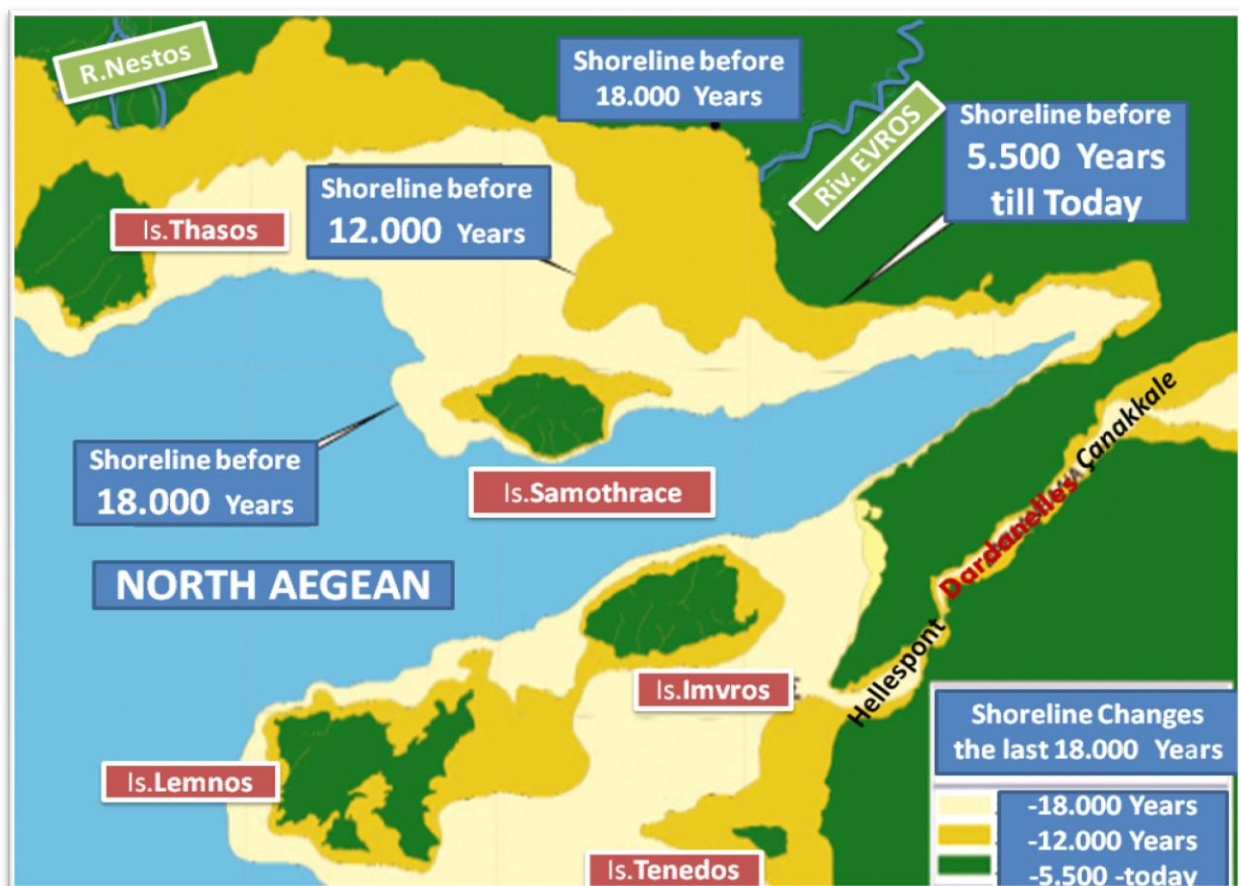 R.Nestos
Shoreline before
18.000 Years
Riv. EVROS
Shoreline before
5.500 Years
till Today
Shoreline before
12.000 Years
Is.Thasos
Shoreline before
18.000 Years
Is.Samothrace
NORTH AEGEAN
Çanakkale
Dardanelles
Hellespont
Is.Imvros
Is.Lemnos
Is.Tenedos
Shoreline Changes
the last 18.000 Years
-18.000 Years
-12.000 Years
-5.500 -today